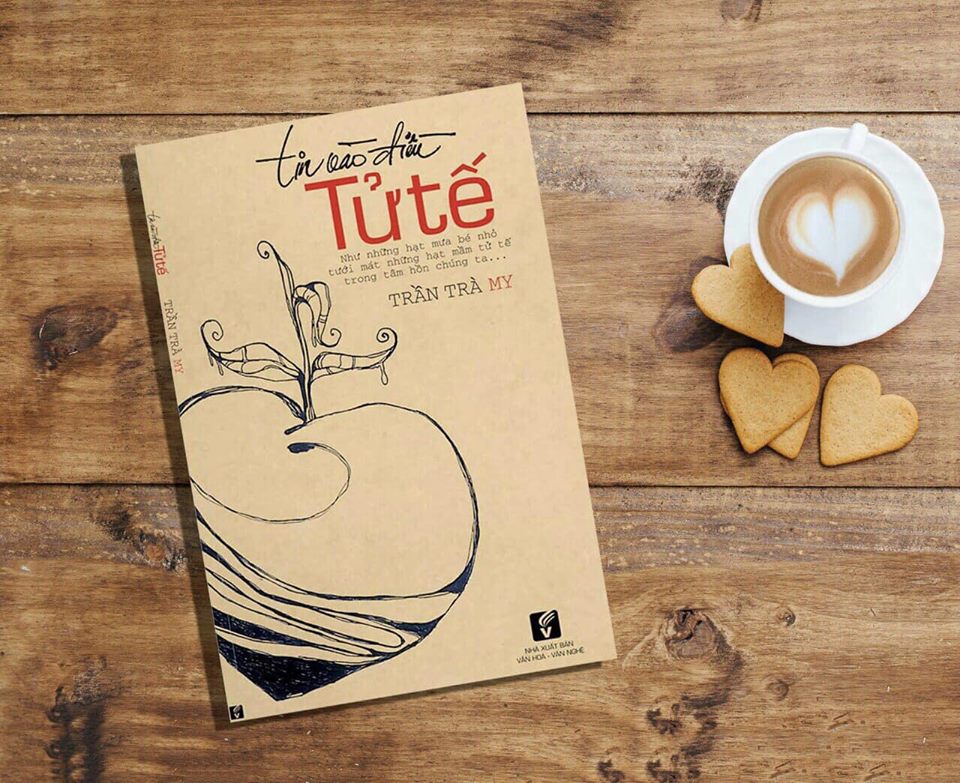 tin vào điều
Tử tế
Như những hạt mưa bé nhỏ
tưới mát những hạt mầm tử tế
trong tâm hồn chúng ta...
TRẦN TRÀ MY
NHÀ XUẤT BẢN
VĂN HÓA - VĂN NGHỆ
tin vào điều Tử tế
TRẦN TRÀ MY